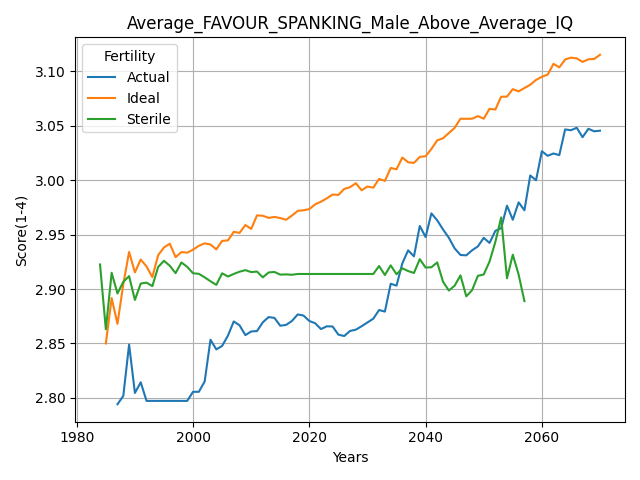 Average_FAVOUR_SPANKING_Male_Above_Average_IQ
Fertility
Actual
Ideal
Sterile
Score(1-4)
3.10
3.05
3.00
2.95
2.90
2.85
2.80
1980
2000
2020
2040
2060
Years